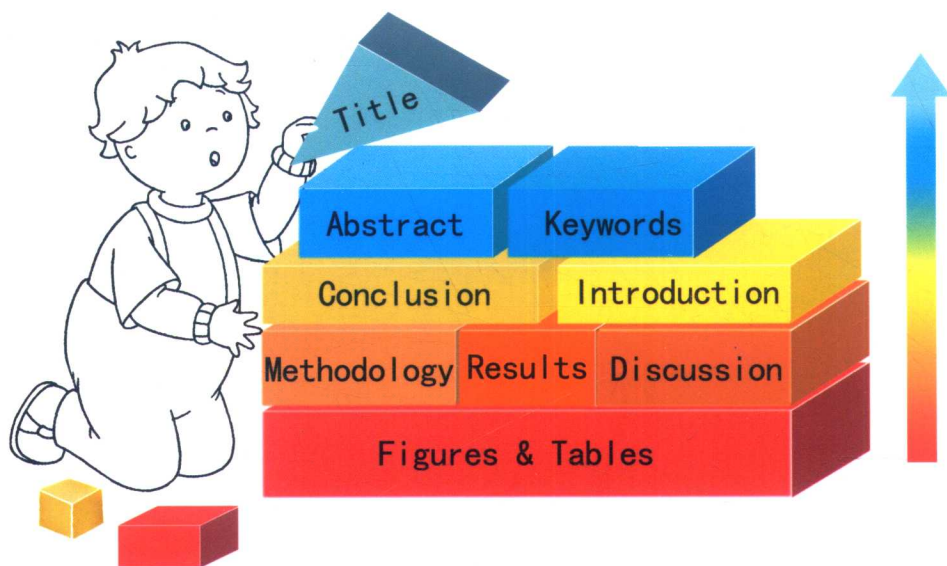 Title
Abstract Keywords
Conclusion Introduction
Methodology Results Discussion
Figures & Tables